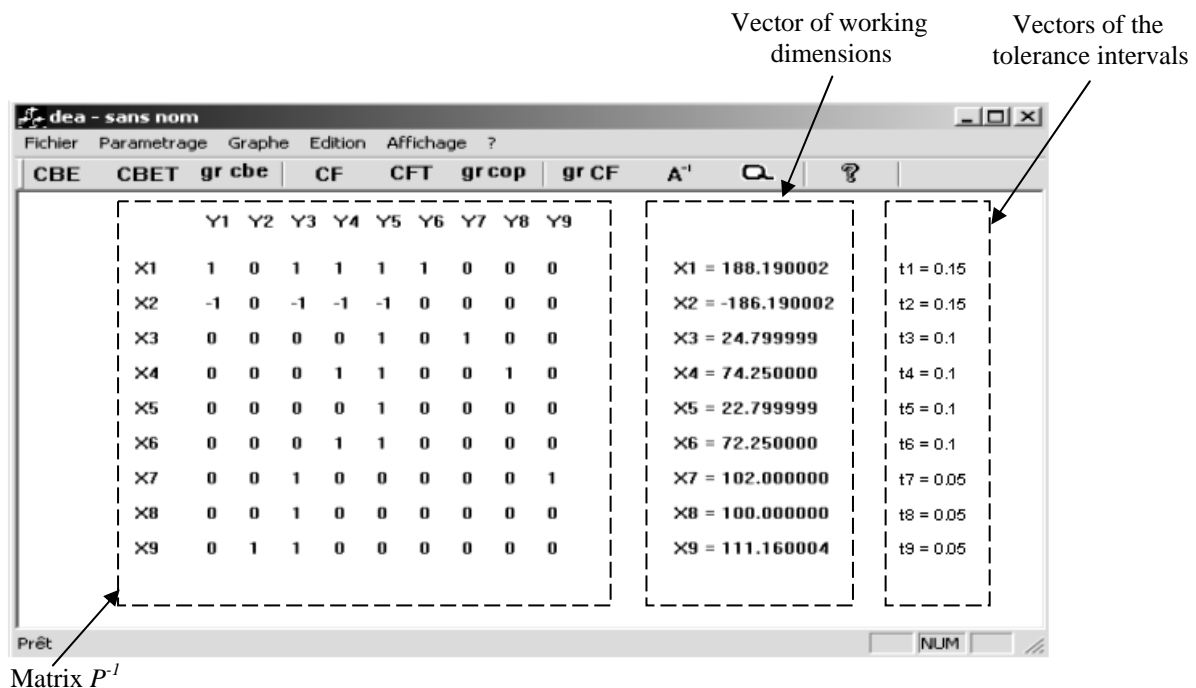 Vector of working
dimensions
Vectors of the
tolerance intervals
dea - sans nom
Fichier Parametrage Graphe Edition Affichage ?
CBE CBET gr cbe CF CFT gr cop gr CF A⁻¹
Y1 Y2 Y3 Y4 Y5 Y6 Y7 Y8 Y9
X1 1 0 1 1 1 1 0 0 0 X1 = 188.190002 t1 = 0.15
X2 -1 0 -1 -1 -1 0 0 0 0 X2 = -186.190002 t2 = 0.15
X3 0 0 0 0 1 0 1 0 0 X3 = 24.799999 t3 = 0.1
X4 0 0 0 1 1 0 0 1 0 X4 = 74.250000 t4 = 0.1
X5 0 0 0 0 1 0 0 0 0 X5 = 22.799999 t5 = 0.1
X6 0 0 0 1 1 0 0 0 0 X6 = 72.250000 t6 = 0.1
X7 0 0 1 0 0 0 0 0 1 X7 = 102.000000 t7 = 0.05
X8 0 0 1 0 0 0 0 0 0 X8 = 100.000000 t8 = 0.05
X9 0 1 1 0 0 0 0 0 0 X9 = 111.160004 t9 = 0.05
Prêt NUM
Matrix P⁻¹